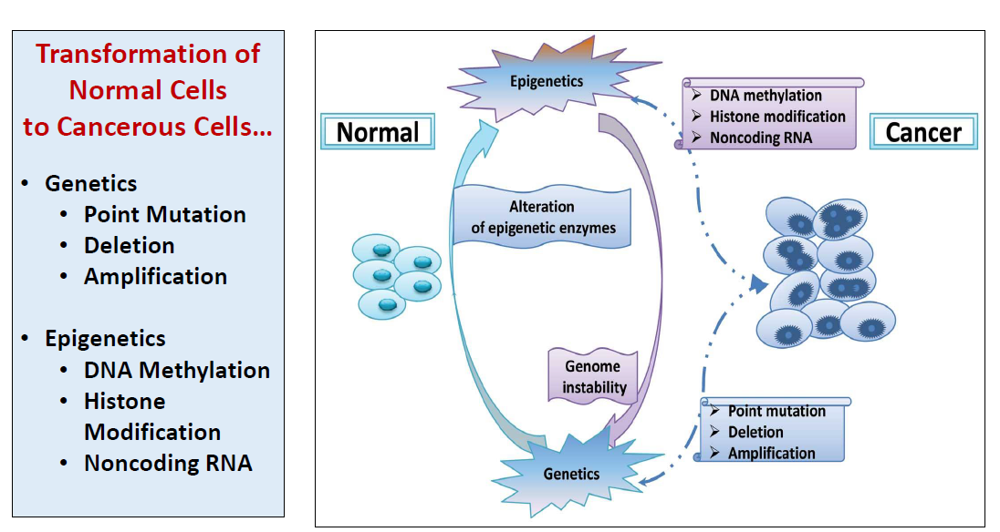 Transformation of
Normal Cells
to Cancerous Cells...
• Genetics
• Point Mutation
• Deletion
• Amplification
• Epigenetics
• DNA Methylation
• Histone
Modification
• Noncoding RNA
Epigenetics
➢ DNA methylation
➢ Histone modification
➢ Noncoding RNA
Normal
Cancer
Alteration
of epigenetic enzymes
Genome
instability
➢ Point mutation
➢ Deletion
➢ Amplification
Genetics